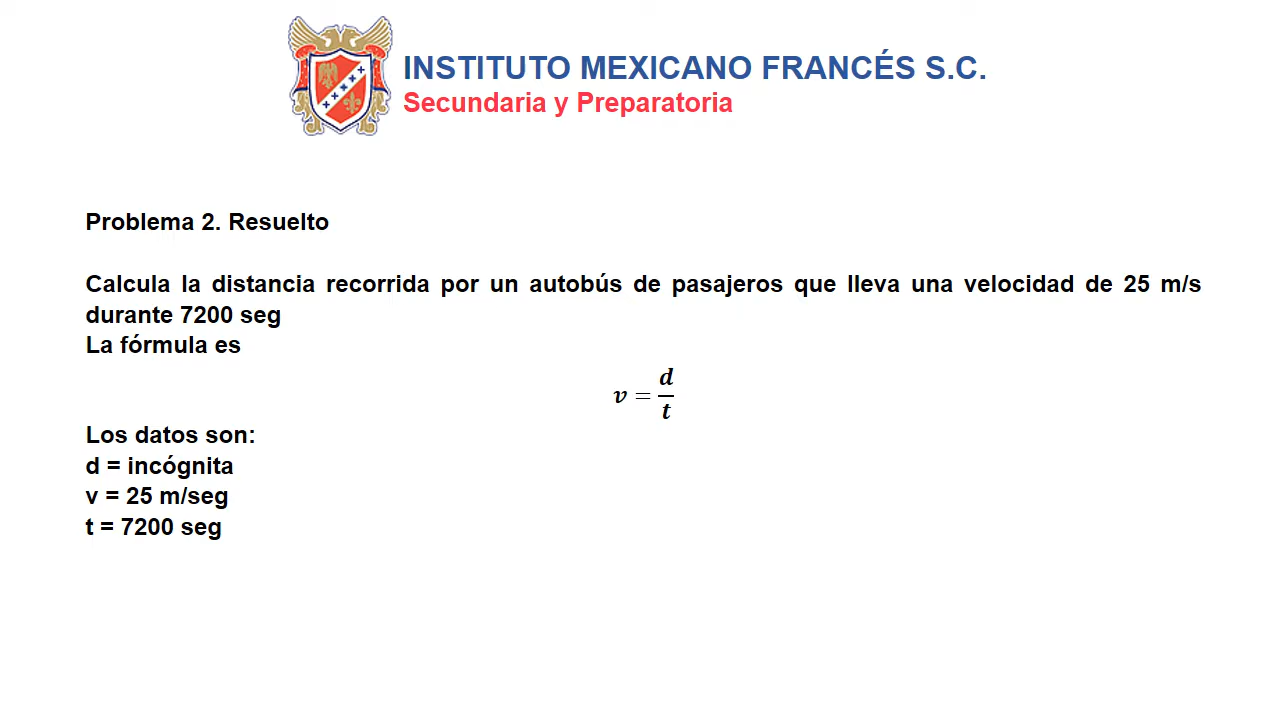 INSTITUTO MEXICANO FRANCÉS S.C.
Secundaria y Preparatoria
Problema 2. Resuelto
Calcula la distancia recorrida por un autobús de pasajeros que lleva una velocidad de 25 m/s
durante 7200 seg
La fórmula es
v = d/t
Los datos son:
d = incógnita
v = 25 m/seg
t = 7200 seg